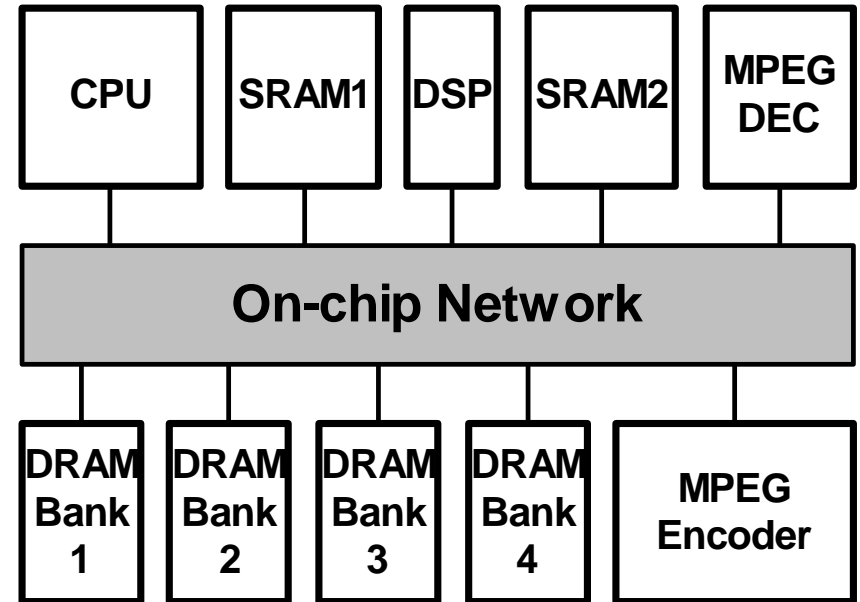 CPU
SRAM1
DSP
SRAM2
MPEG
DEC
On-chip Network
DRAM
Bank
1
DRAM
Bank
2
DRAM
Bank
3
DRAM
Bank
4
MPEG
Encoder